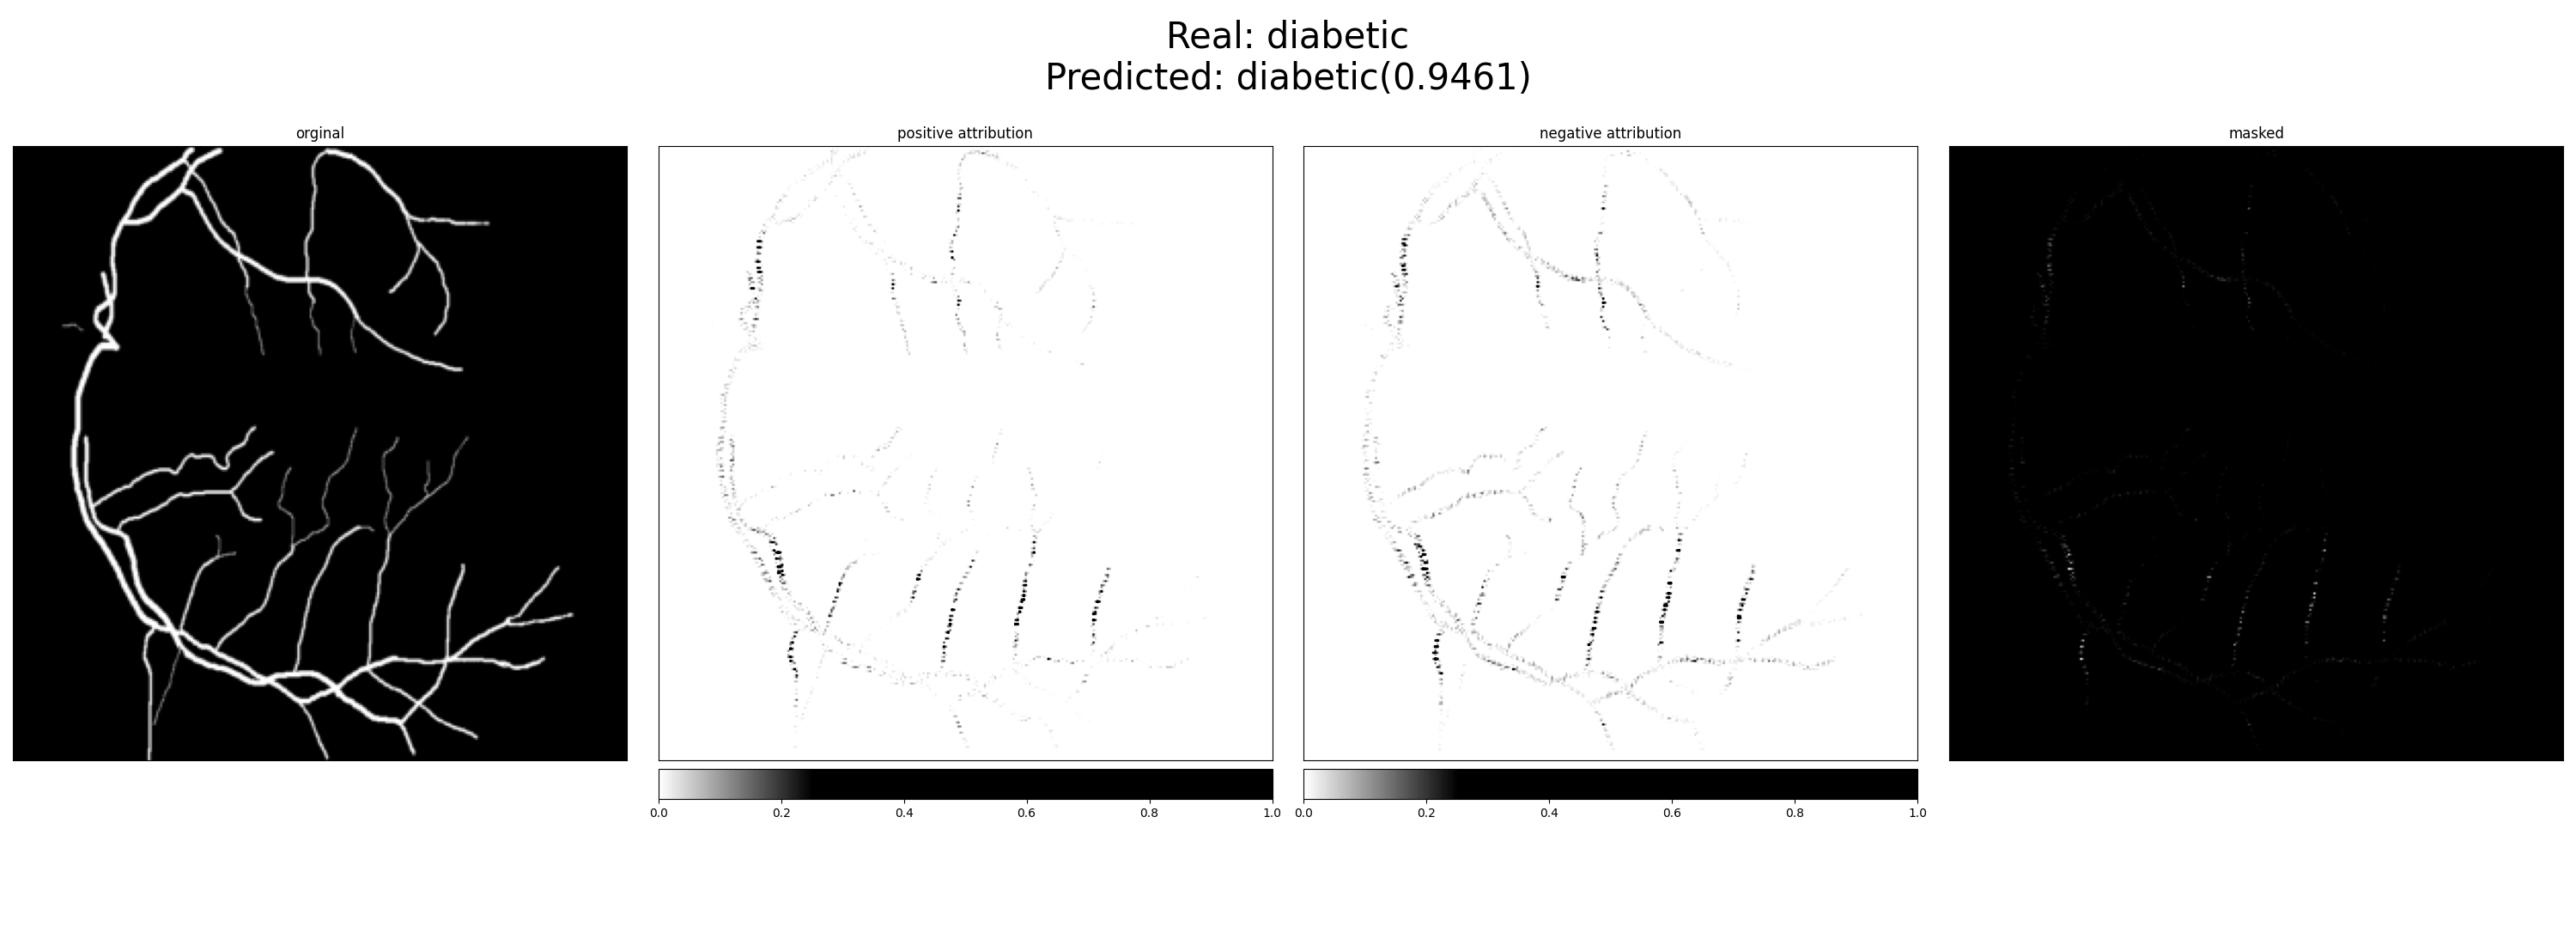 Real: diabetic
Predicted: diabetic(0.9461)
orginal
positive attribution
negative attribution
masked
0.0 0.2 0.4 0.6 0.8 1.0
0.0 0.2 0.4 0.6 0.8 1.0